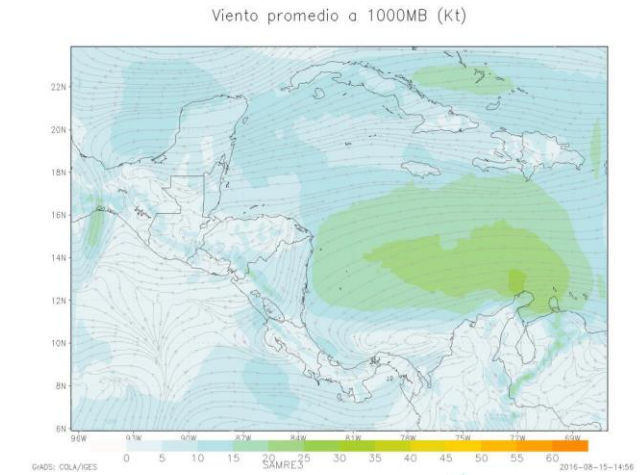 Viento promedio a 1000MB (Kt)
22N
20N
18N
16N
14N
12N
10N
8N
6N
96W 93W 90W 87W 84W 81W 78W 75W 72W 69W
0 5 10 15 20 25 30 35 40 45 50 55 60
SAMRE3
GrADS: COLA/IGES 2016-08-15-14:56